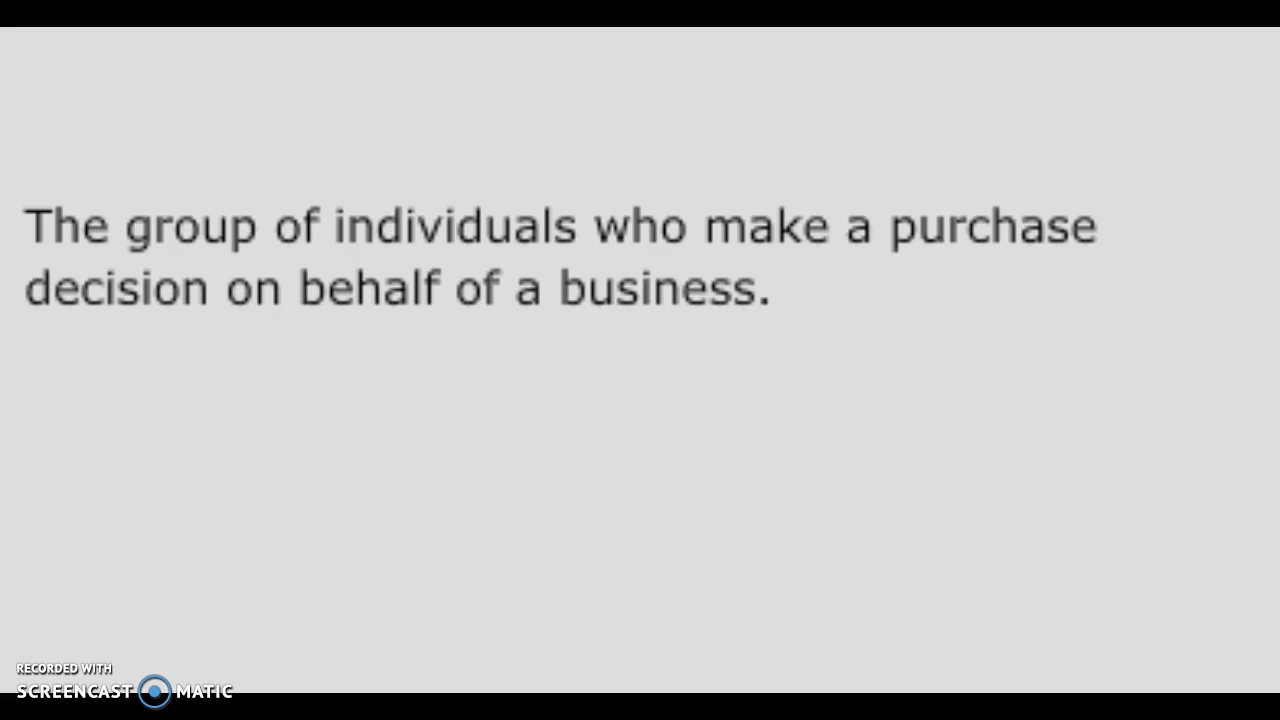 The group of individuals who make a purchase
decision on behalf of a business.
RECORDED WITH
SCREENCAST MATIC